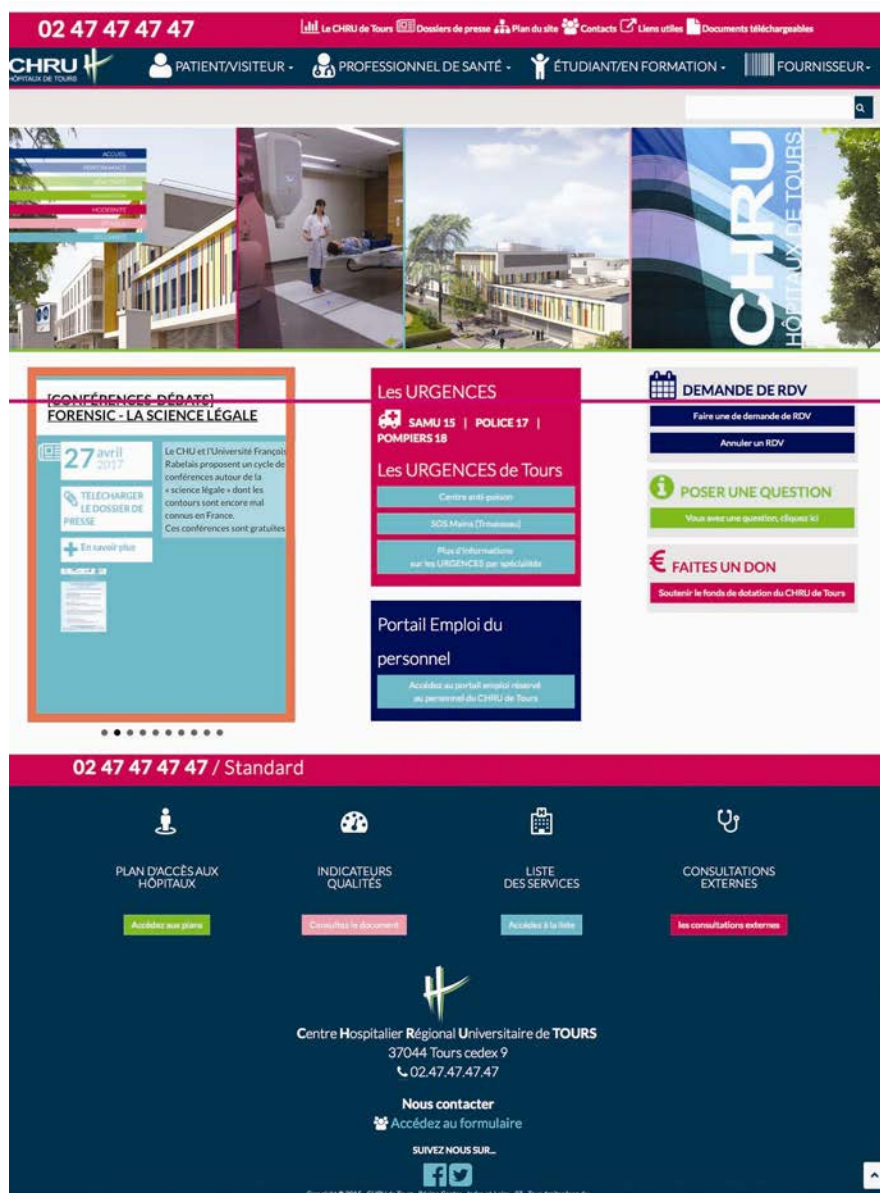 02 47 47 47 47
Le CHRU de Tours Dossiers de presse Plan du site Contacts Liens utiles Documents téléchargeables
CHRU
HÔPITAUX DE TOURS
PATIENT/VISITEUR
PROFESSIONNEL DE SANTÉ
ÉTUDIANT/EN FORMATION
FOURNISSEUR
ACCUEIL
PERFORMANCE
MODERNITÉ
CHRU
HÔPITAUX DE TOURS
[CONFÉRENCES-DÉBATS]
FORENSIC - LA SCIENCE LÉGALE
27 avril
2017
TÉLÉCHARGER
LE DOSSIER DE
PRESSE
En savoir plus
Le CHU et l'Université François
Rabelais proposent un cycle de
conférences autour de la
« science légale » dont les
contours sont encore mal
connus en France.
Ces conférences sont gratuites
Les URGENCES
SAMU 15 | POLICE 17 |
POMPIERS 18
Les URGENCES de Tours
Centre anti-poison
SOS Mains (Trousseau)
Plus d'informations
sur les URGENCES par spécialités
Portail Emploi du
personnel
Accédez au portail emploi réservé
au personnel du CHRU de Tours
DEMANDE DE RDV
Faire une de demande de RDV
Annuler un RDV
POSER UNE QUESTION
Vous avez une question, cliquez ici
€ FAITES UN DON
Soutenir le fonds de dotation du CHRU de Tours
02 47 47 47 47 / Standard
PLAN D'ACCÈS AUX
HÔPITAUX
Accédez aux plans
INDICATEURS
QUALITÉS
Consultez le document
LISTE
DES SERVICES
Accédez à la liste
CONSULTATIONS
EXTERNES
les consultations externes
Centre Hospitalier Régional Universitaire de TOURS
37044 Tours cedex 9
02.47.47.47.47
Nous contacter
Accédez au formulaire
SUIVEZ NOUS SUR...